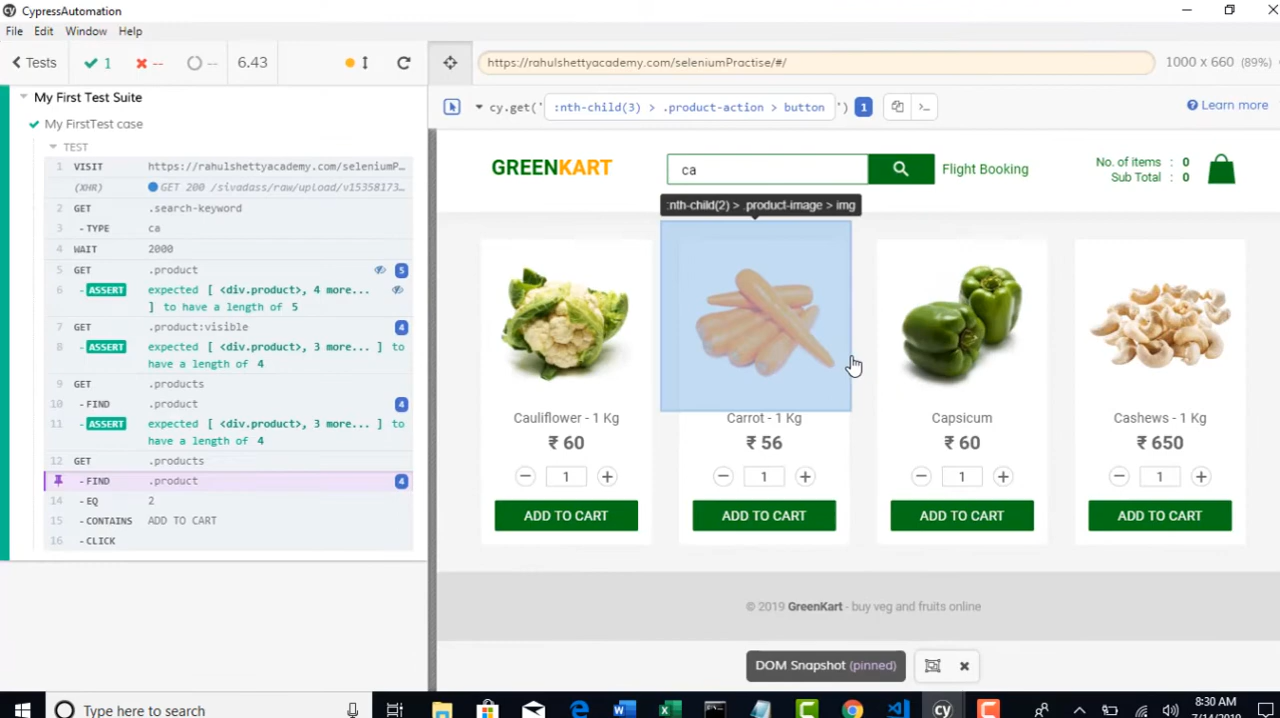 CypressAutomation
File Edit Window Help
Tests 1 -- -- 6.43
https://rahulshettyacademy.com/seleniumPractise/#/
1000 x 660 (89%)
My First Test Suite
My FirstTest case
TEST
1 VISIT https://rahulshettyacademy.com/seleniumP…
(XHR) GET 200 /sivadass/raw/upload/v15358173…
2 GET .search-keyword
3 - TYPE ca
4 WAIT 2000
5 GET .product 5
6 - ASSERT expected [ <div.product>, 4 more...
] to have a length of 5
7 GET .product:visible 4
8 - ASSERT expected [ <div.product>, 3 more... ] to
have a length of 4
9 GET .products
10 - FIND .product 4
11 - ASSERT expected [ <div.product>, 3 more... ] to
have a length of 4
12 GET .products
- FIND .product 4
14 - EQ 2
15 - CONTAINS ADD TO CART
16 - CLICK
cy.get(' :nth-child(3) > .product-action > button ') 1
Learn more
GREENKART
ca
Flight Booking
No. of items : 0
Sub Total : 0
:nth-child(2) > .product-image > img
Cauliflower - 1 Kg Carrot - 1 Kg Capsicum Cashews - 1 Kg
₹ 60 ₹ 56 ₹ 60 ₹ 650
1 1 1 1
ADD TO CART ADD TO CART ADD TO CART ADD TO CART
© 2019 GreenKart - buy veg and fruits online
DOM Snapshot (pinned)
Type here to search
8:30 AM